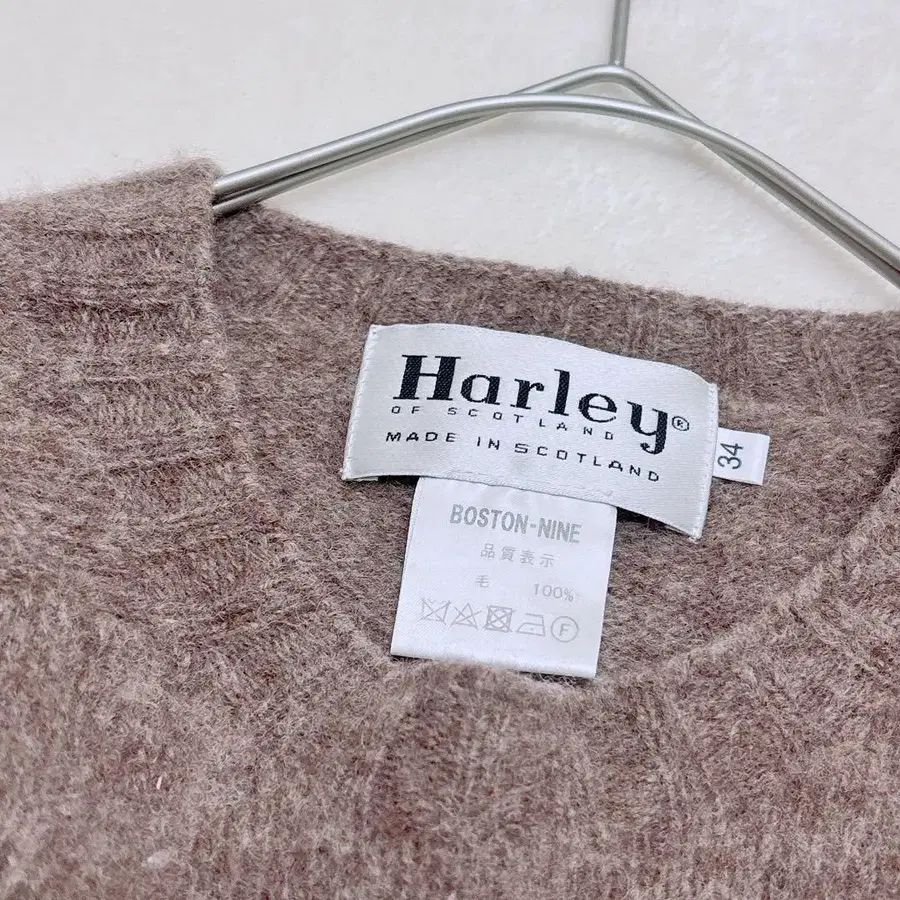 Harley®
OF SCOTLAND
MADE IN SCOTLAND
34
BOSTON-NINE
品質表示
毛 100%
F